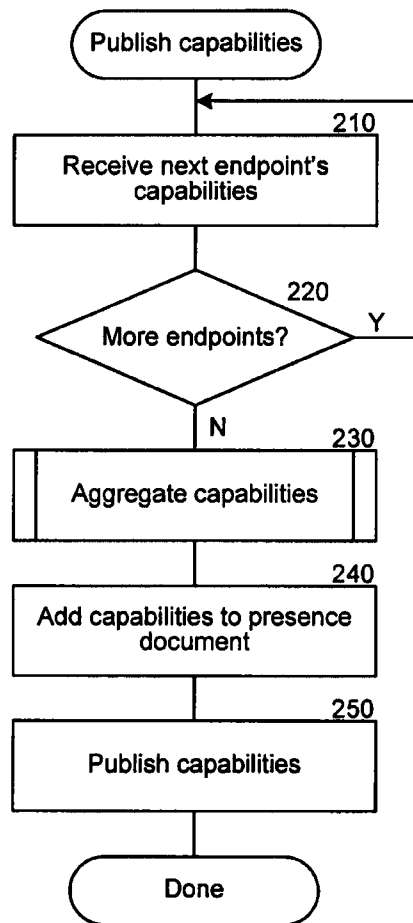 Publish capabilities
210
Receive next endpoint's
capabilities
220
More endpoints?
Y
N
230
Aggregate capabilities
240
Add capabilities to presence
document
250
Publish capabilities
Done